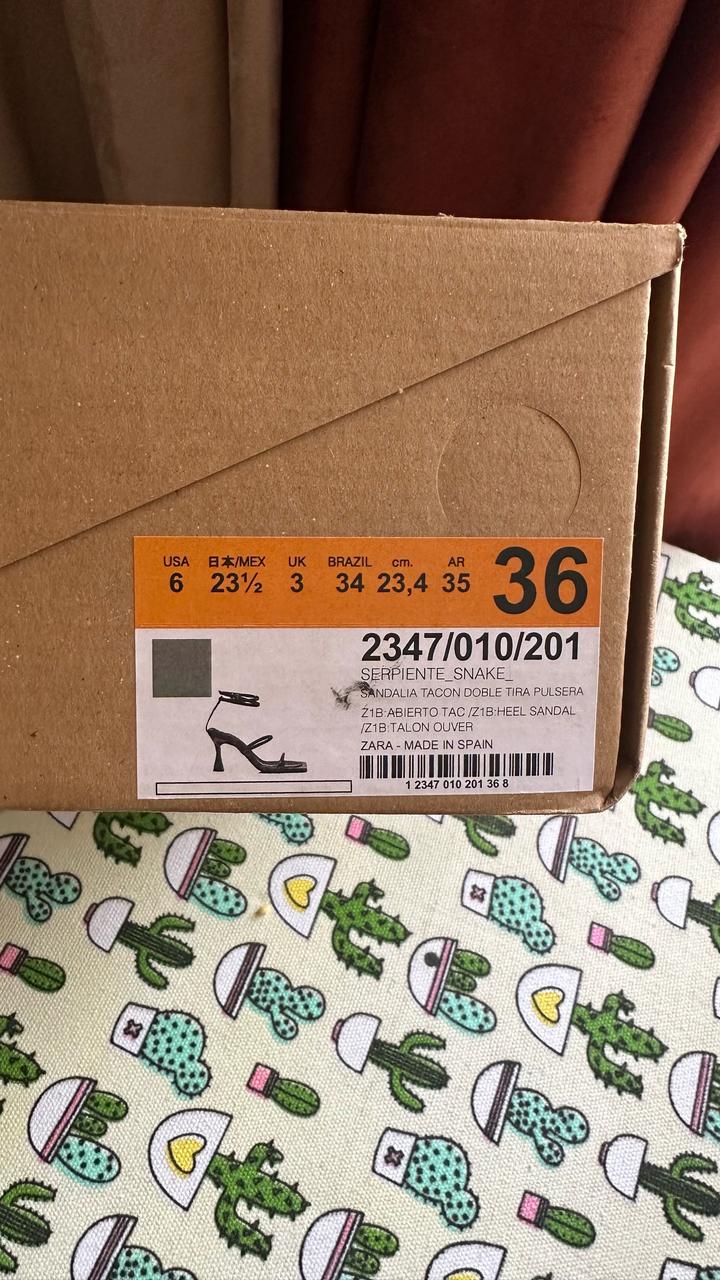 USA 日本/MEX UK BRAZIL cm. AR
6 23½ 3 34 23,4 35 36
2347/010/201
SERPIENTE_SNAKE_
SANDALIA TACON DOBLE TIRA PULSERA
Z1B:ABIERTO TAC /Z1B:HEEL SANDAL
/Z1B:TALON OUVER
ZARA - MADE IN SPAIN
1 2347 010 201 36 8